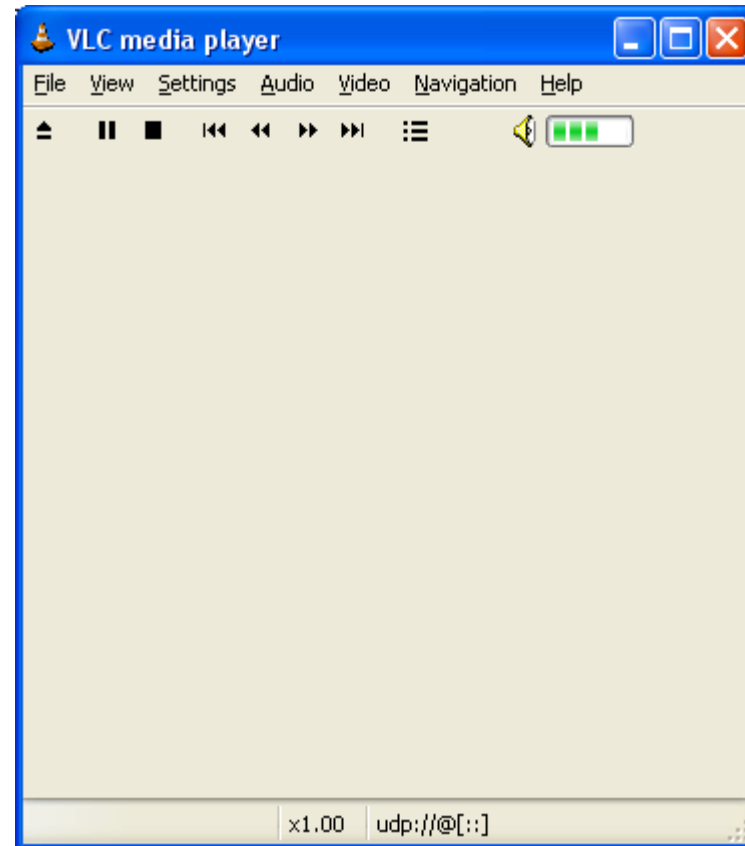 VLC media player
File View Settings Audio Video Navigation Help
x1.00 udp://@[::]